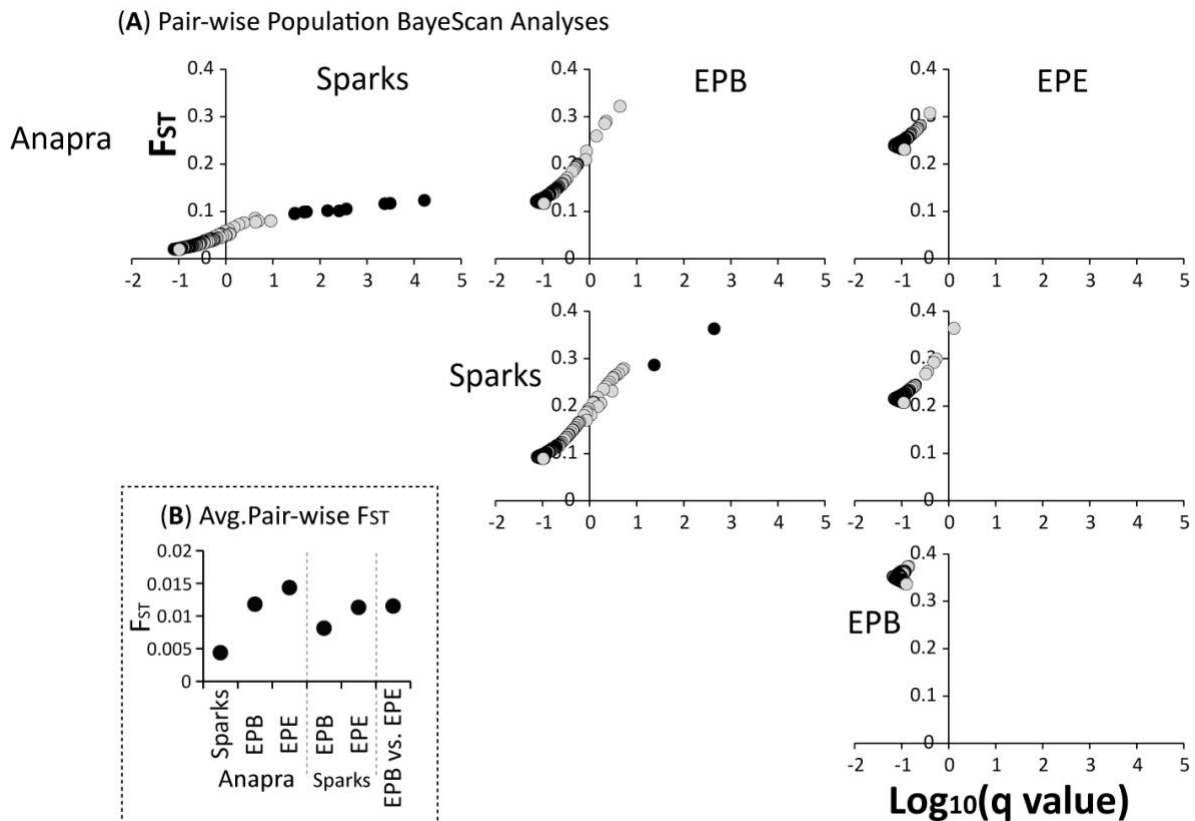 (A) Pair-wise Population BayeScan Analyses
Sparks
EPB
EPE
Anapra
FST
0.4
0.3
0.2
0.1
0
-2 -1 0 1 2 3 4 5
0.4
0.3
0.2
0.1
0
-2 -1 0 1 2 3 4 5
0.4
0.3
0.2
0.1
0
-2 -1 0 1 2 3 4 5
Sparks
0.4
0.3
0.2
0.1
0
-2 -1 0 1 2 3 4 5
0.4
0.3
0.2
0.1
0
-2 -1 0 1 2 3 4 5
EPB
0.4
0.3
0.2
0.1
0
-2 -1 0 1 2 3 4 5
Log10(q value)
(B) Avg.Pair-wise FST
FST
0.02
0.015
0.01
0.005
0
Sparks
EPB
EPE
EPB
EPE
EPB vs. EPE
Anapra
Sparks